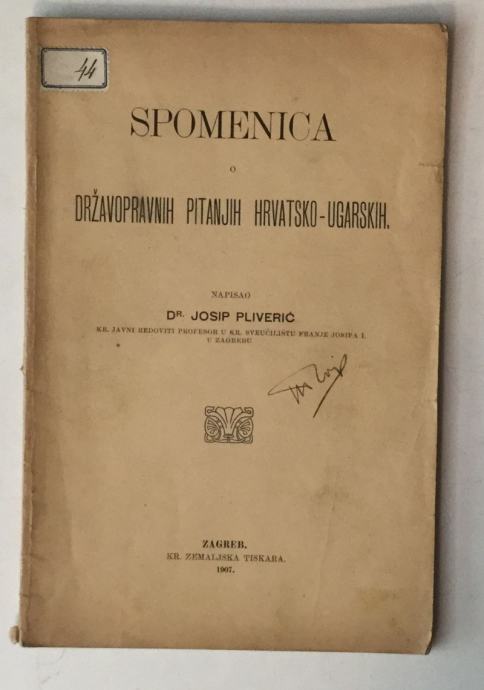 44
SPOMENICA
O
DRŽAVOPRAVNIH PITANJIH HRVATSKO-UGARSKIH.
NAPISAO
DR. JOSIP PLIVERIĆ
KR. JAVNI REDOVITI PROFESOR U KR. SVEUČILIŠTU FRANJE JOSIPA I.
U ZAGREBU
ZAGREB.
KR. ZEMALJSKA TISKARA.
1907.